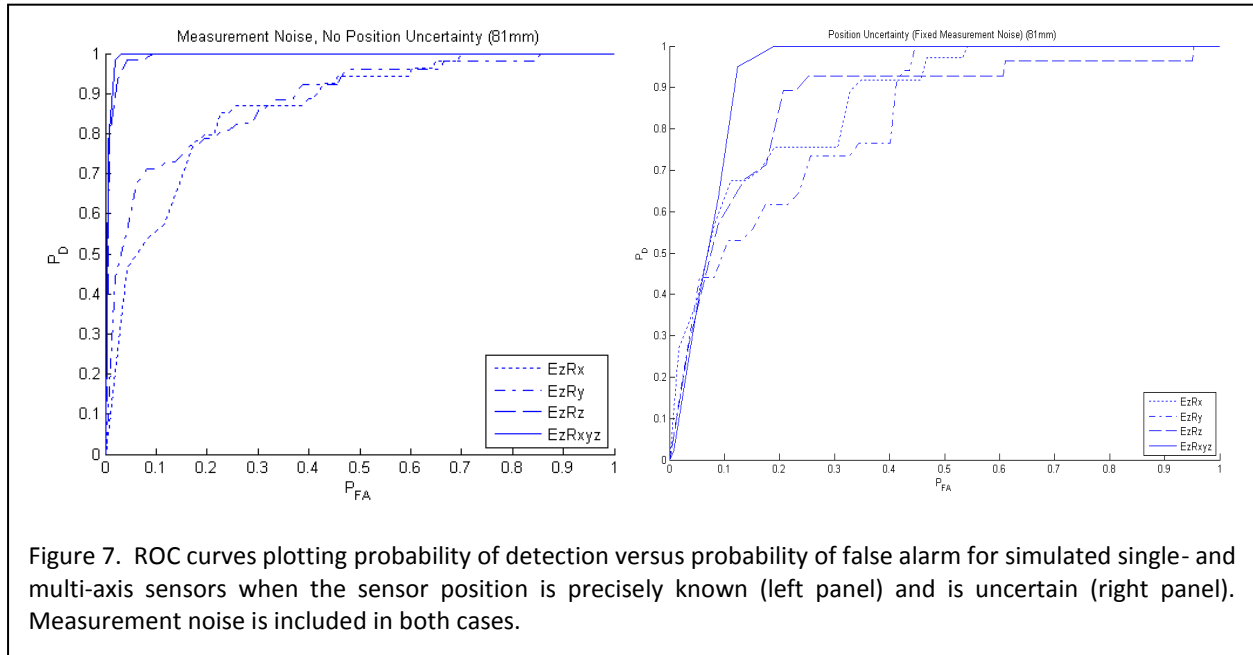 Measurement Noise, No Position Uncertainty (81mm)
1
0.9
0.8
0.7
0.6
0.5
0.4
0.3
0.2
0.1
0
P_D
0
0.1
0.2
0.3
0.4
0.5
0.6
0.7
0.8
0.9
1
P_FA
EzRx
EzRy
EzRz
EzRxyz
Position Uncertainty (Fixed Measurement Noise) (81mm)
1
0.9
0.8
0.7
0.6
0.5
0.4
0.3
0.2
0.1
0
P_D
0
0.1
0.2
0.3
0.4
0.5
0.6
0.7
0.8
0.9
1
P_FA
EzRx
EzRy
EzRz
EzRxyz
Figure 7. ROC curves plotting probability of detection versus probability of false alarm for simulated single- and
multi-axis sensors when the sensor position is precisely known (left panel) and is uncertain (right panel).
Measurement noise is included in both cases.